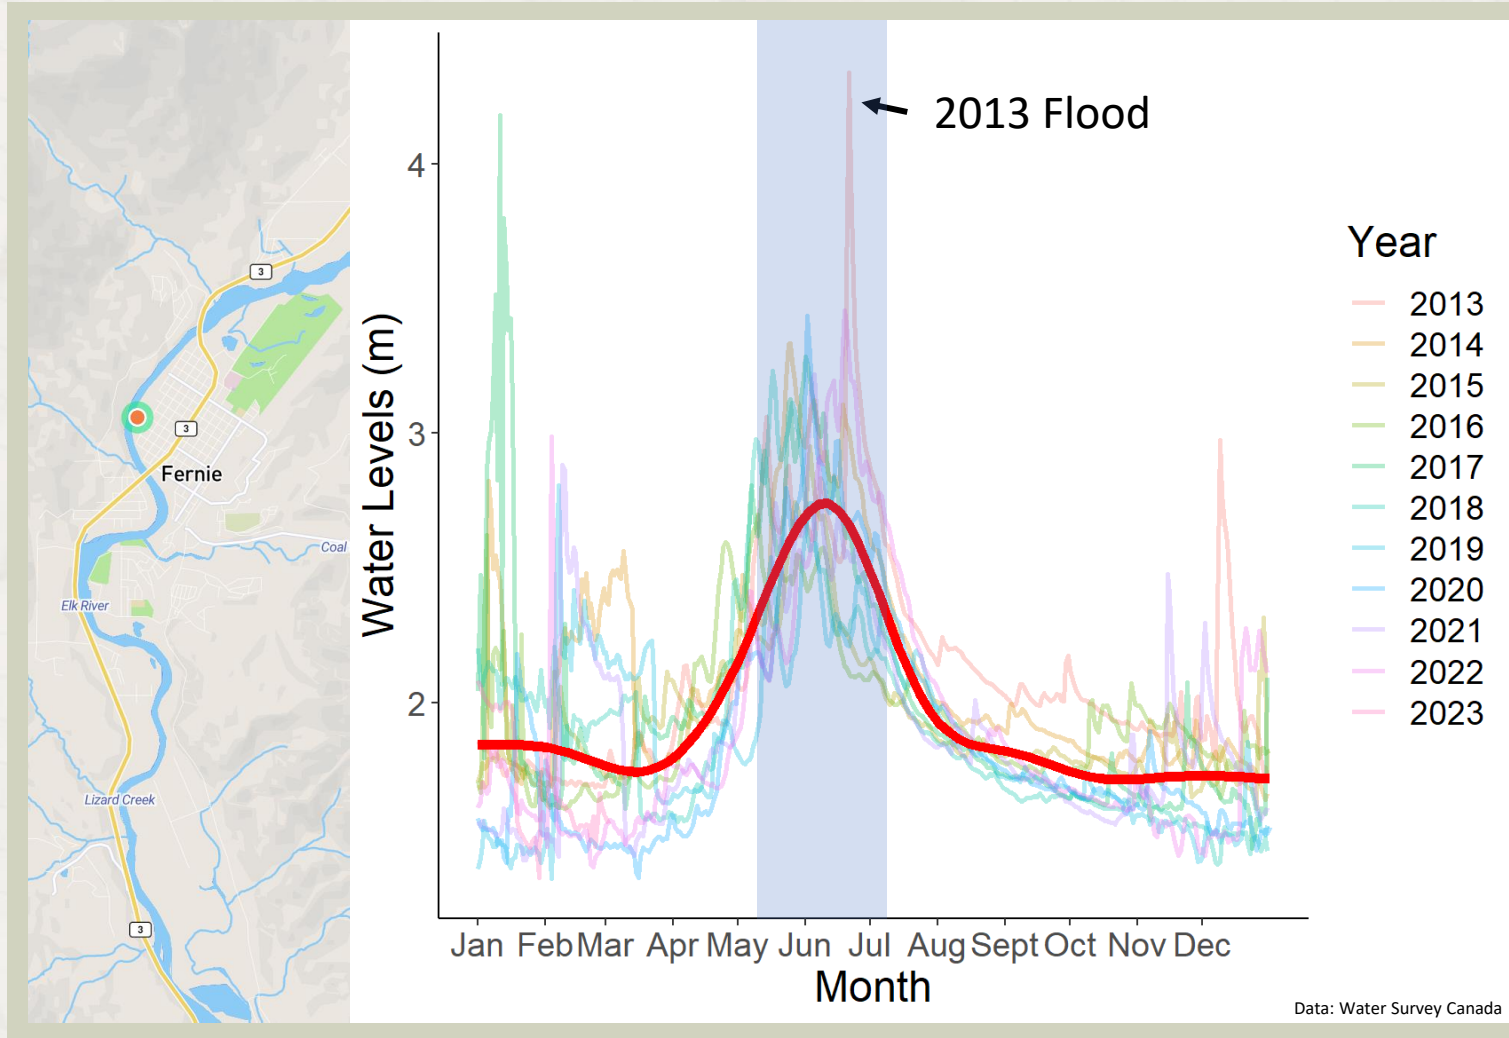 3
3
Fernie
Coal
Elk River
Lizard Creek
3
Water Levels (m)
4
3
2
2013 Flood
Jan Feb Mar Apr May Jun Jul Aug Sept Oct Nov Dec
Month
Year
2013
2014
2015
2016
2017
2018
2019
2020
2021
2022
2023
Data: Water Survey Canada